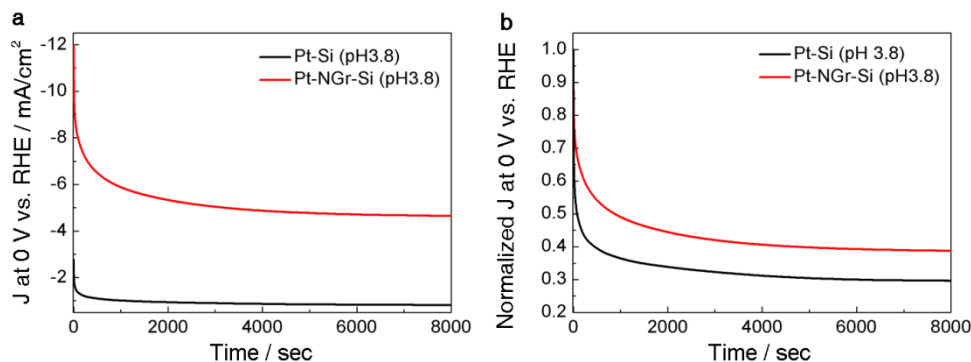 a
J at 0 V vs. RHE / mA/cm²
-12
-10
-8
-6
-4
-2
Pt-Si (pH3.8)
Pt-NGr-Si (pH3.8)
0
2000
4000
6000
8000
Time / sec
b
Normalized J at 0 V vs. RHE
1.0
0.9
0.8
0.7
0.6
0.5
0.4
0.3
0.2
Pt-Si (pH 3.8)
Pt-NGr-Si (pH3.8)
0
2000
4000
6000
8000
Time / sec